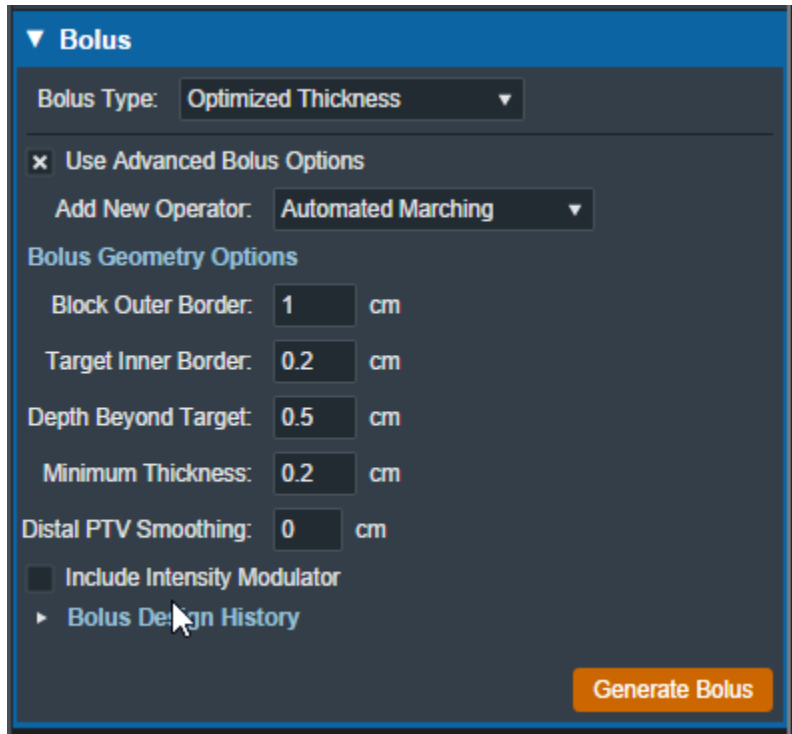 Bolus
Bolus Type: Optimized Thickness
Use Advanced Bolus Options
Add New Operator: Automated Marching
Bolus Geometry Options
Block Outer Border: 1 cm
Target Inner Border: 0.2 cm
Depth Beyond Target: 0.5 cm
Minimum Thickness: 0.2 cm
Distal PTV Smoothing: 0 cm
Include Intensity Modulator
Bolus Design History
Generate Bolus